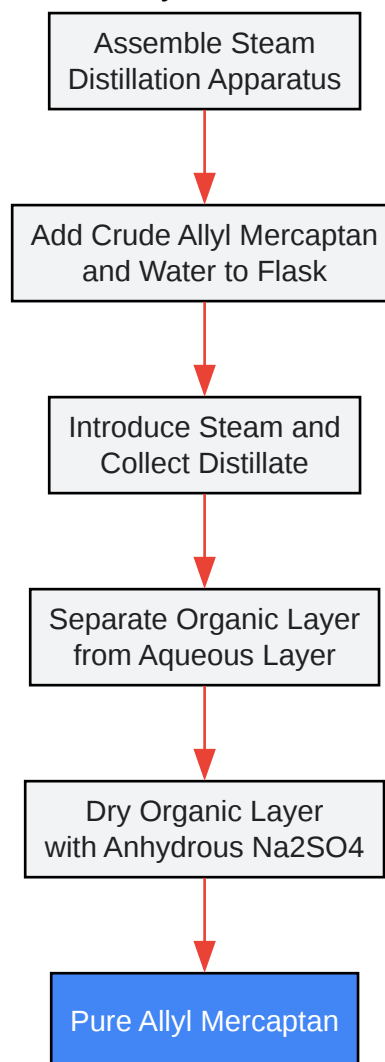 Assemble Steam
Distillation Apparatus
Add Crude Allyl Mercaptan
and Water to Flask
Introduce Steam and
Collect Distillate
Separate Organic Layer
from Aqueous Layer
Dry Organic Layer
with Anhydrous Na2SO4
Pure Allyl Mercaptan